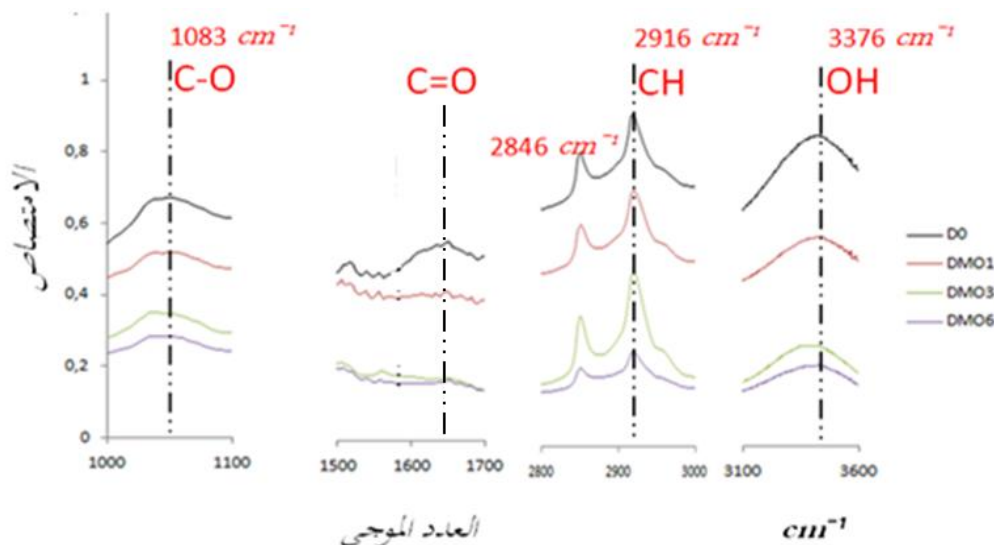 1083 cm⁻¹
2916 cm⁻¹
3376 cm⁻¹
C-O
C=O
CH
OH
2846 cm⁻¹
1
0,8
0,6
0,4
0,2
0
الامتصاص
D0
DMO1
DMO3
DMO6
1000 1100
1500 1600 1700
2800 2900 3000
3100 3600
العدد الموجي
cm⁻¹